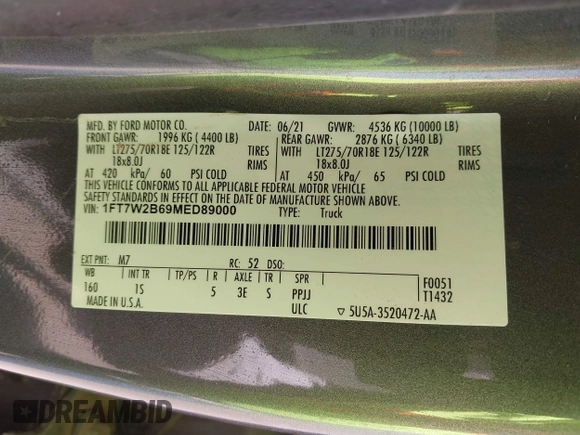 MFD. BY FORD MOTOR CO. DATE: 06/21 GVWR: 4536 KG (10000 LB)
FRONT GAWR: 1996 KG ( 4400 LB) REAR GAWR: 2876 KG ( 6340 LB)
WITH LT275/70R18E 125/122R TIRES WITH LT275/70R18E 125/122R TIRES
18x8.0J RIMS 18x8.0J RIMS
AT 420 kPa/ 60 PSI COLD AT 450 kPa/ 65 PSI COLD
THIS VEHICLE CONFORMS TO ALL APPLICABLE FEDERAL MOTOR VEHICLE
SAFETY STANDARDS IN EFFECT ON THE DATE OF MANUFACTURE SHOWN ABOVE.
VIN: 1FT7W2B69MED89000 TYPE: Truck
EXT PNT: M7 RC: 52 DSO:
WB INT TR TP/PS R AXLE TR SPR F0051
160 1S 5 3E S PPJJ T1432
ULC
MADE IN U.S.A. ▽ 5U5A-3520472-AA
DREAMBID